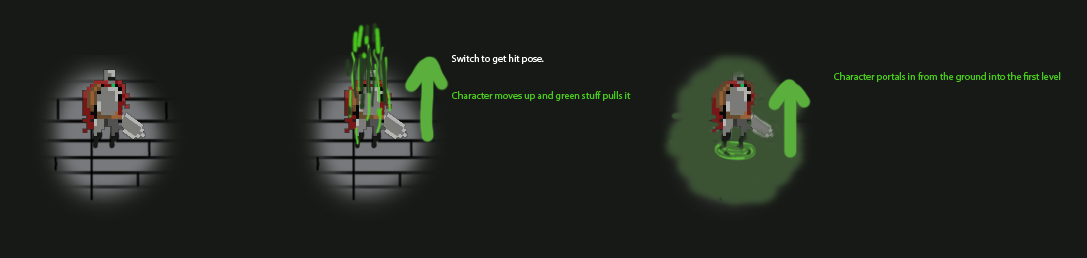 Switch to get hit pose.
Character moves up and green stuff pulls it
Character portals in from the ground into the first level